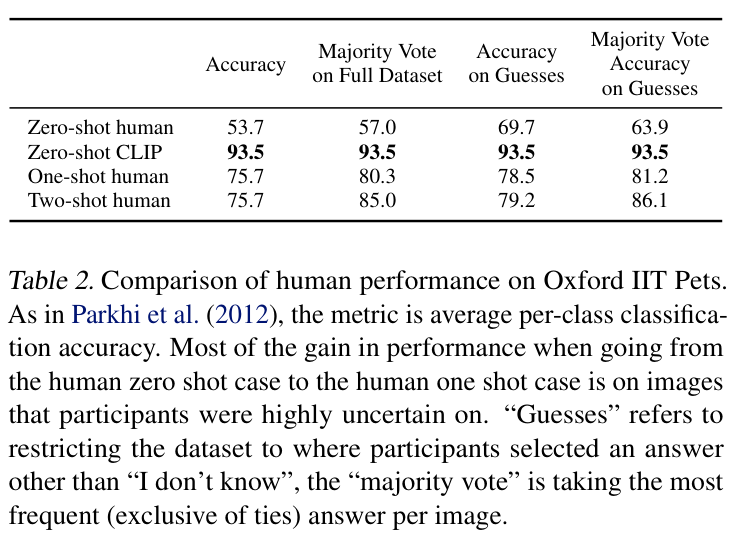 Accuracy Majority Vote on Full Dataset Accuracy on Guesses Majority Vote Accuracy on Guesses
Zero-shot human 53.7 57.0 69.7 63.9
Zero-shot CLIP 93.5 93.5 93.5 93.5
One-shot human 75.7 80.3 78.5 81.2
Two-shot human 75.7 85.0 79.2 86.1
Table 2. Comparison of human performance on Oxford IIT Pets.
As in Parkhi et al. (2012), the metric is average per-class classifica-
tion accuracy. Most of the gain in performance when going from
the human zero shot case to the human one shot case is on images
that participants were highly uncertain on. “Guesses” refers to
restricting the dataset to where participants selected an answer
other than “I don’t know”, the “majority vote” is taking the most
frequent (exclusive of ties) answer per image.